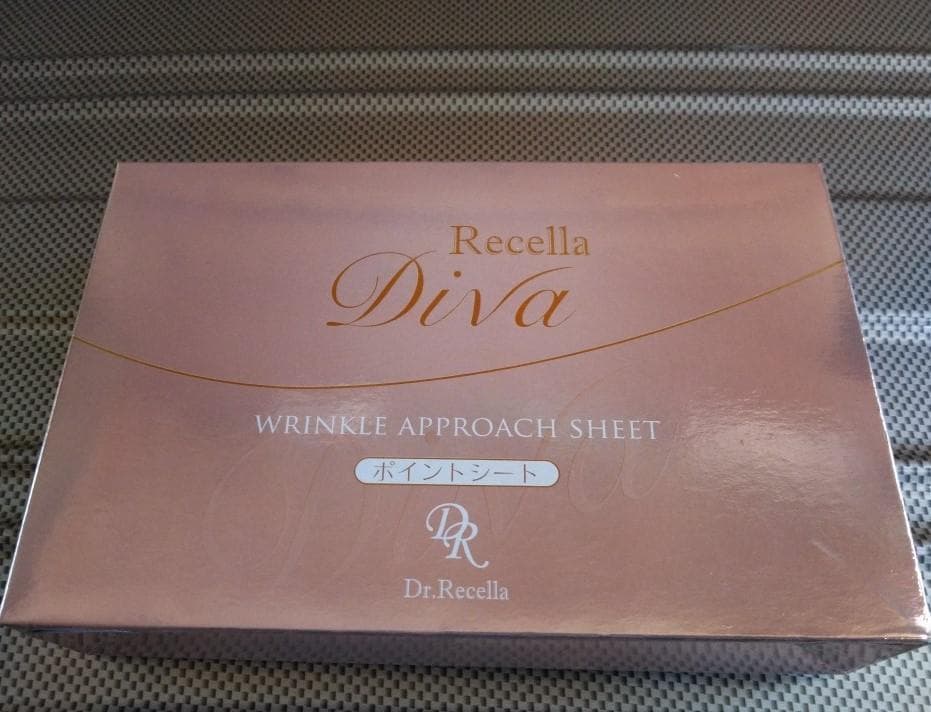 Recella
Diva
WRINKLE APPROACH SHEET
ポイントシート
DR
Dr.Recella